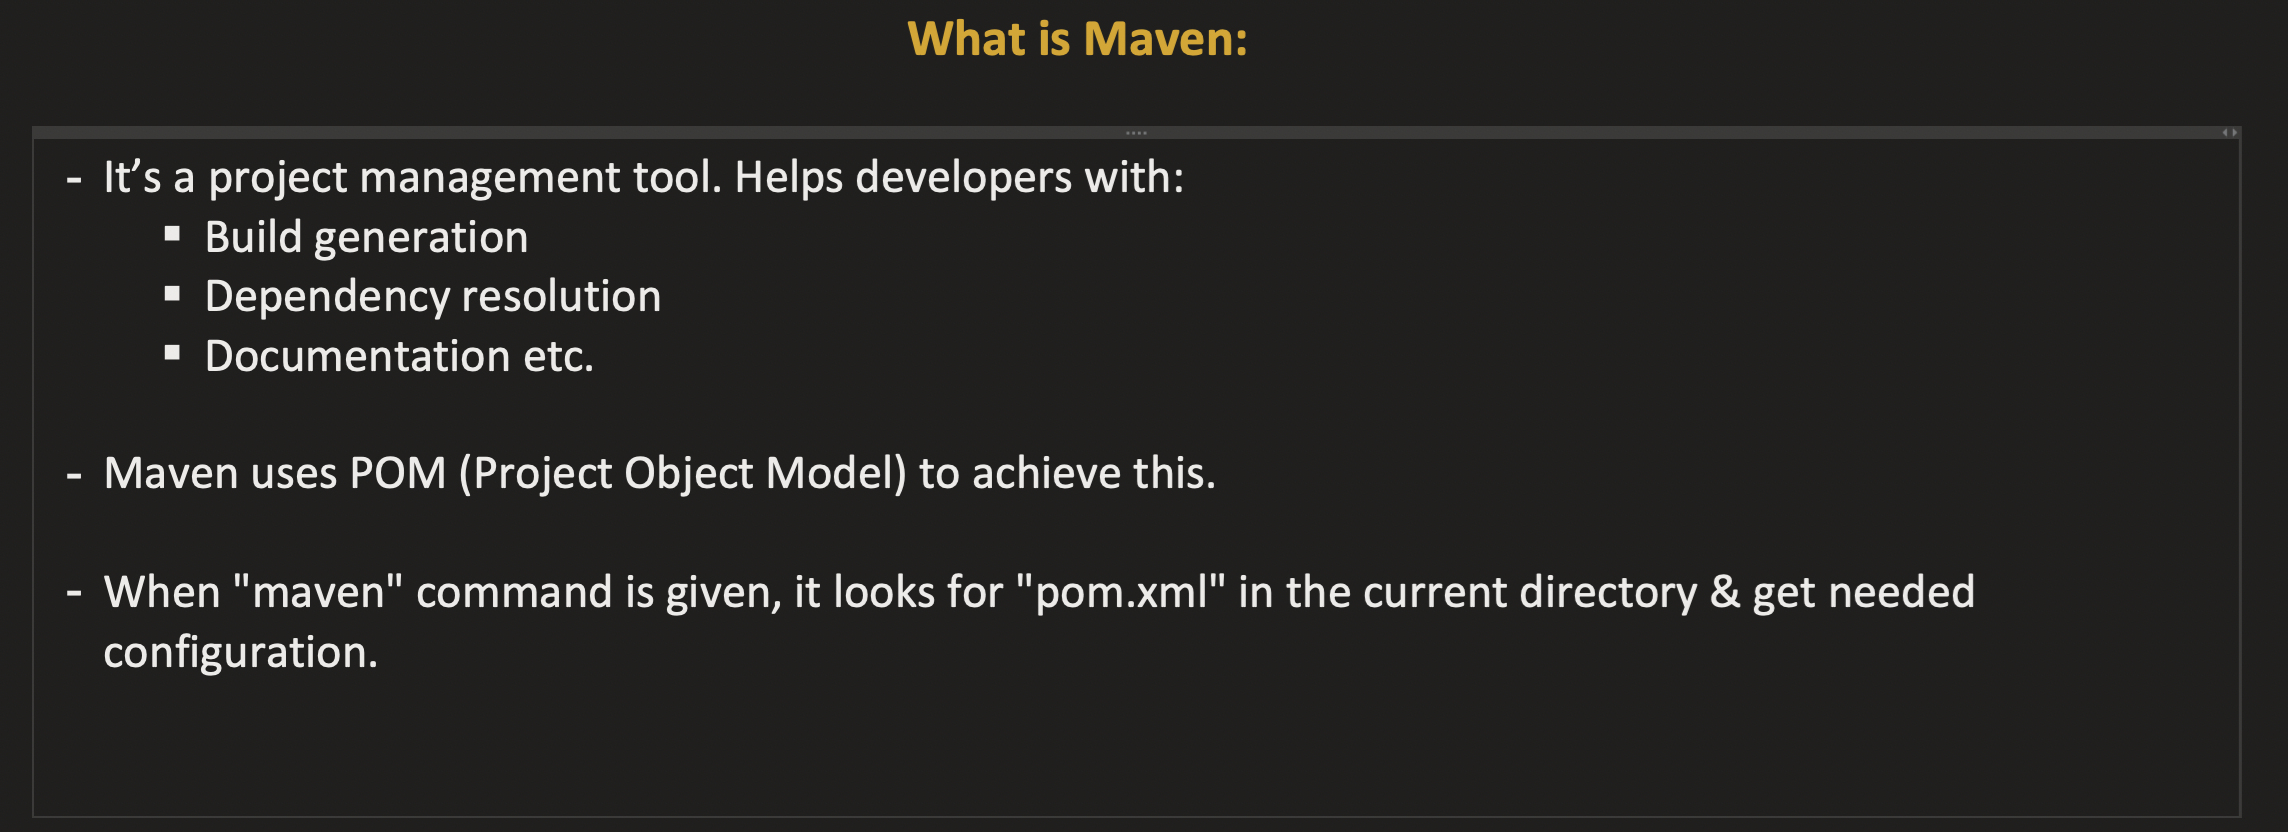 What is Maven:
- It’s a project management tool. Helps developers with:
▪ Build generation
▪ Dependency resolution
▪ Documentation etc.
- Maven uses POM (Project Object Model) to achieve this.
- When "maven" command is given, it looks for "pom.xml" in the current directory & get needed
configuration.